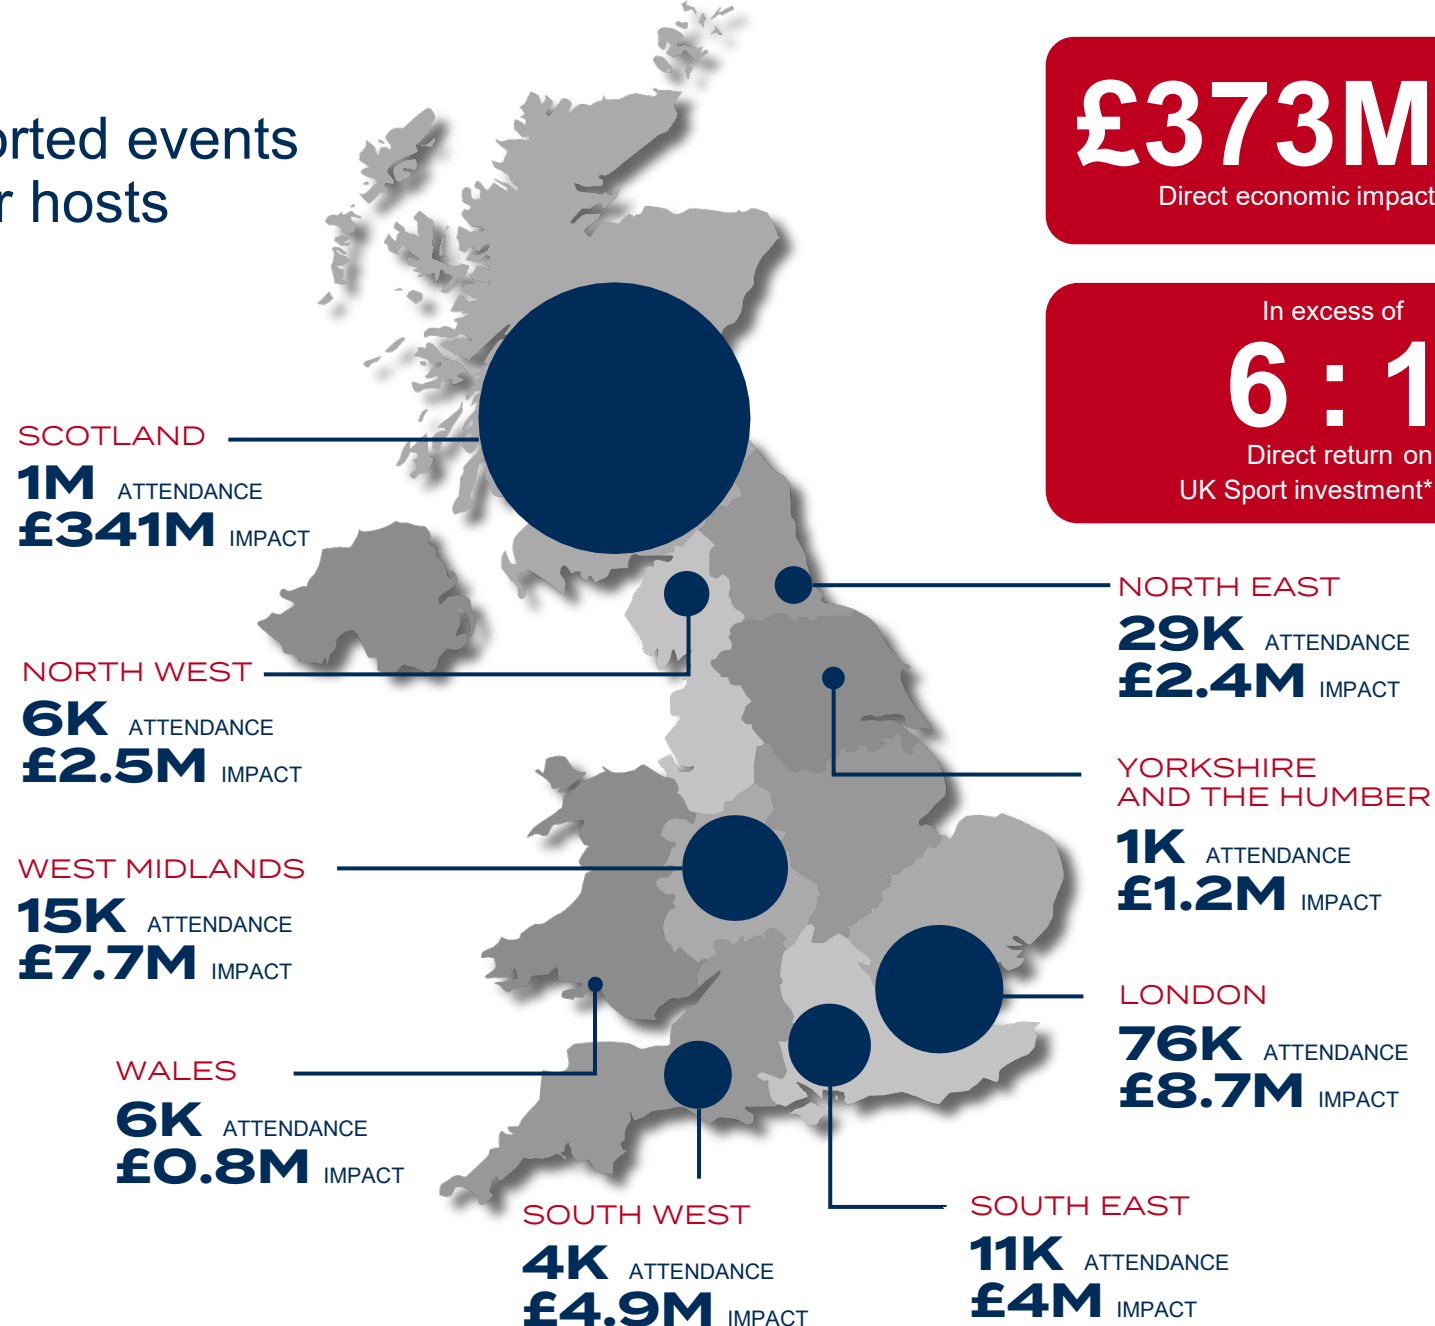 orted events
r hosts
£373M
Direct economic impact
In excess of
6 : 1
Direct return on
UK Sport investment*
SCOTLAND
1M ATTENDANCE
£341M IMPACT
NORTH WEST
6K ATTENDANCE
£2.5M IMPACT
WEST MIDLANDS
15K ATTENDANCE
£7.7M IMPACT
WALES
6K ATTENDANCE
£0.8M IMPACT
SOUTH WEST
4K ATTENDANCE
£4.9M IMPACT
SOUTH EAST
11K ATTENDANCE
£4M IMPACT
NORTH EAST
29K ATTENDANCE
£2.4M IMPACT
YORKSHIRE
AND THE HUMBER
1K ATTENDANCE
£1.2M IMPACT
LONDON
76K ATTENDANCE
£8.7M IMPACT